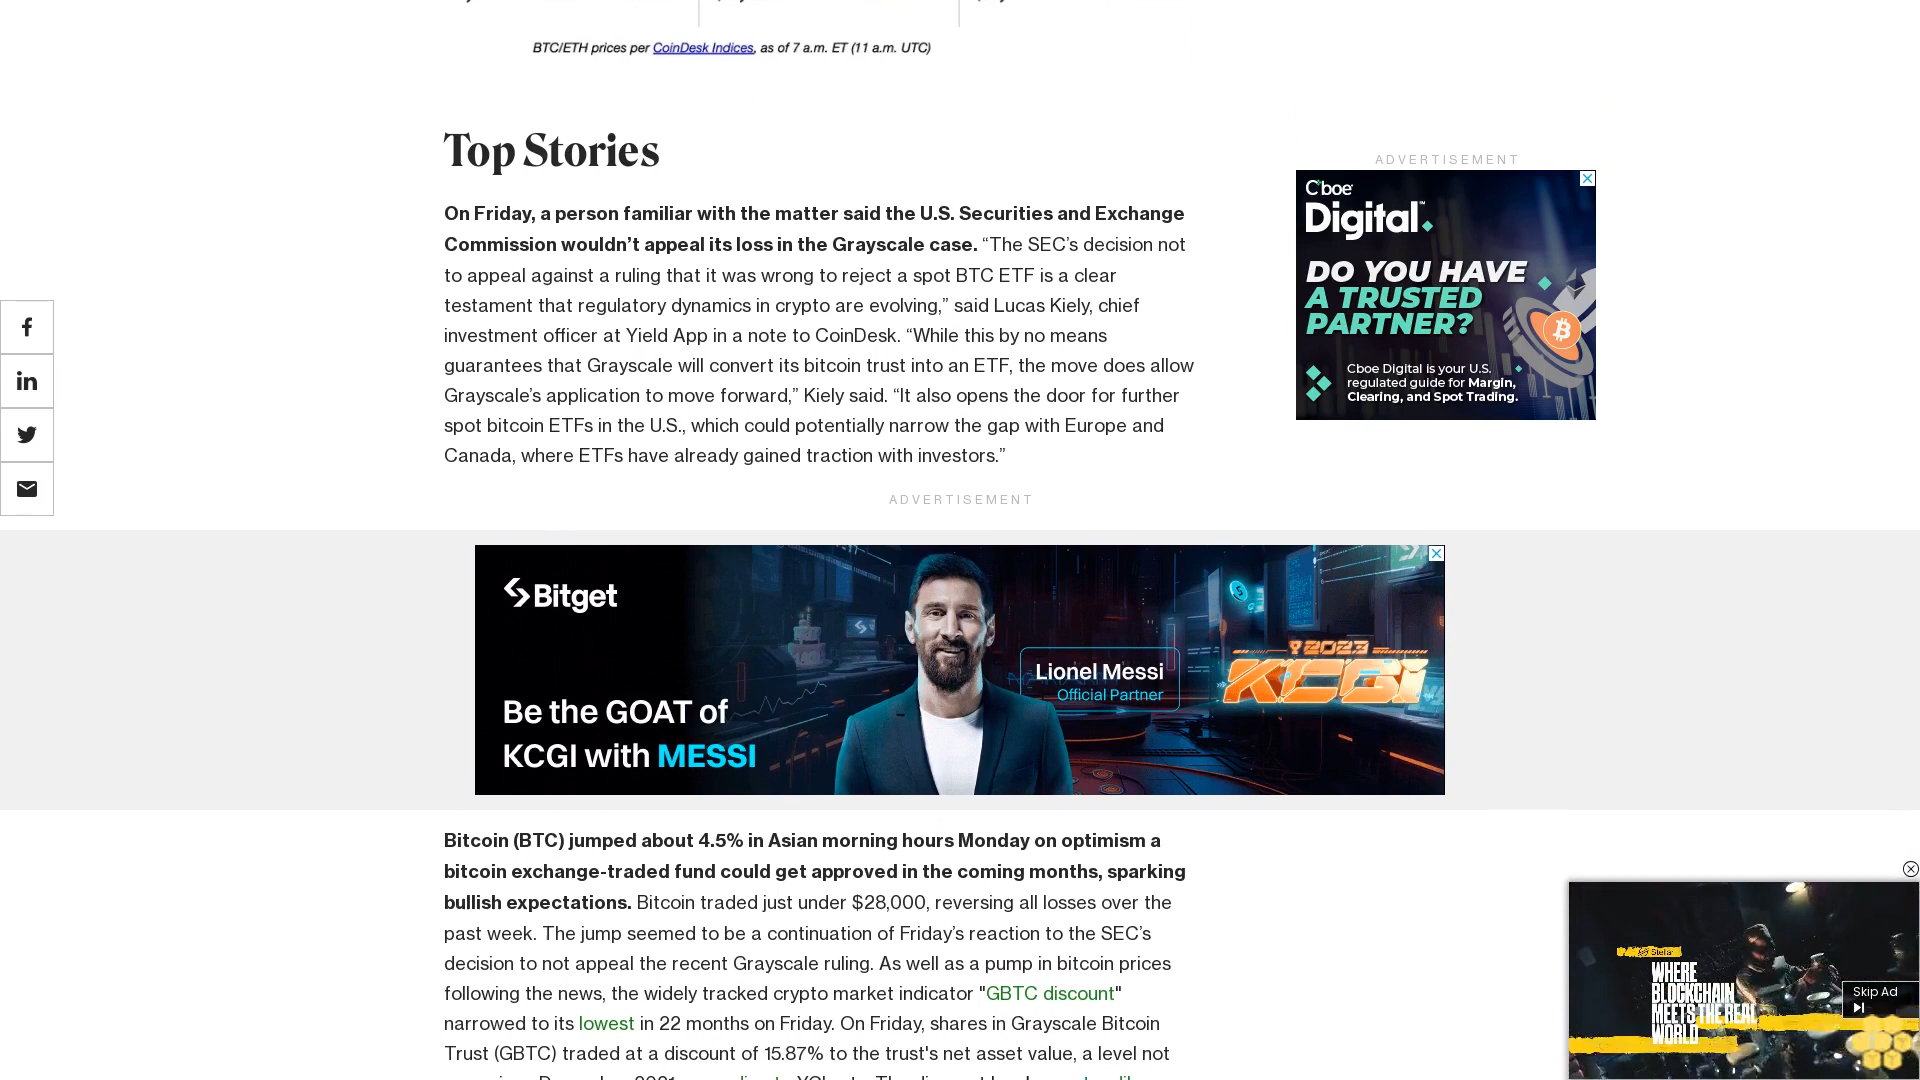 BTC/ETH prices per CoinDesk Indices, as of 7 a.m. ET (11 a.m. UTC)
Top Stories
On Friday, a person familiar with the matter said the U.S. Securities and Exchange
Commission wouldn’t appeal its loss in the Grayscale case. “The SEC’s decision not
to appeal against a ruling that it was wrong to reject a spot BTC ETF is a clear
testament that regulatory dynamics in crypto are evolving,” said Lucas Kiely, chief
investment officer at Yield App in a note to CoinDesk. “While this by no means
guarantees that Grayscale will convert its bitcoin trust into an ETF, the move does allow
Grayscale’s application to move forward,” Kiely said. “It also opens the door for further
spot bitcoin ETFs in the U.S., which could potentially narrow the gap with Europe and
Canada, where ETFs have already gained traction with investors.”
ADVERTISEMENT
Cboe
Digital™
DO YOU HAVE
A TRUSTED
PARTNER?
Cboe Digital is your U.S.
regulated guide for Margin,
Clearing, and Spot Trading.
ADVERTISEMENT
Bitget
Be the GOAT of
KCGI with MESSI
Lionel Messi
Official Partner
Y2023
KCGI
Bitcoin (BTC) jumped about 4.5% in Asian morning hours Monday on optimism a
bitcoin exchange-traded fund could get approved in the coming months, sparking
bullish expectations. Bitcoin traded just under $28,000, reversing all losses over the
past week. The jump seemed to be a continuation of Friday’s reaction to the SEC’s
decision to not appeal the recent Grayscale ruling. As well as a pump in bitcoin prices
following the news, the widely tracked crypto market indicator "GBTC discount"
narrowed to its lowest in 22 months on Friday. On Friday, shares in Grayscale Bitcoin
Trust (GBTC) traded at a discount of 15.87% to the trust's net asset value, a level not
Stellar
WHERE
BLOCKCHAIN
MEETS THE REAL
WORLD
Skip Ad